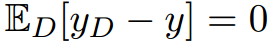 𝔼_D[y_D − y] = 0